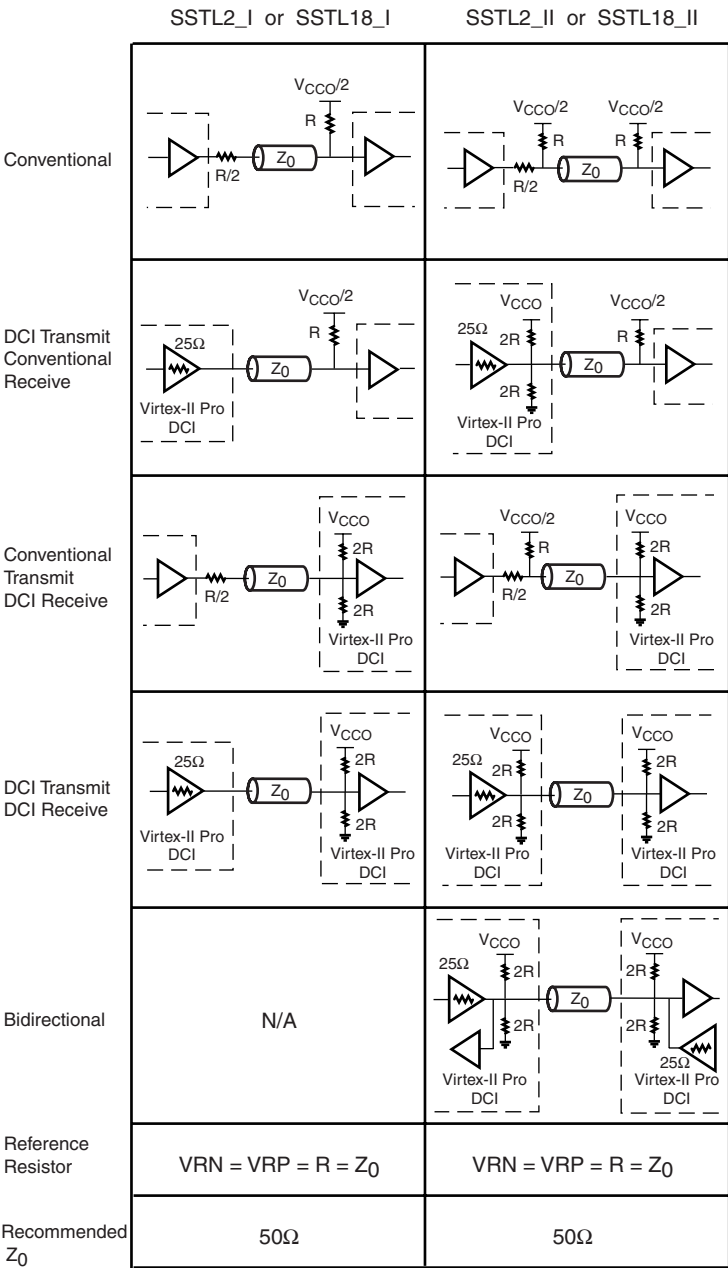 SSTL2_I or SSTL18_I
SSTL2_II or SSTL18_II
Conventional
VCCO/2
R
R/2
Z0
VCCO/2
VCCO/2
R
R
R/2
Z0
DCI Transmit
Conventional
Receive
VCCO/2
R
25Ω
Z0
Virtex-II Pro
DCI
VCCO
VCCO/2
25Ω
2R
R
Z0
2R
Virtex-II Pro
DCI
Conventional
Transmit
DCI Receive
VCCO
2R
Z0
R/2
2R
Virtex-II Pro
DCI
VCCO/2
VCCO
R
2R
Z0
R/2
2R
Virtex-II Pro
DCI
DCI Transmit
DCI Receive
VCCO
25Ω
2R
Z0
2R
Virtex-II Pro
DCI
Virtex-II Pro
DCI
VCCO
VCCO
25Ω
2R
2R
Z0
2R
2R
Virtex-II Pro
DCI
Virtex-II Pro
DCI
Bidirectional
N/A
VCCO
VCCO
25Ω
2R
2R
Z0
2R
2R
25Ω
Virtex-II Pro
DCI
Virtex-II Pro
DCI
Reference
Resistor
VRN = VRP = R = Z0
VRN = VRP = R = Z0
Recommended
Z0
50Ω
50Ω